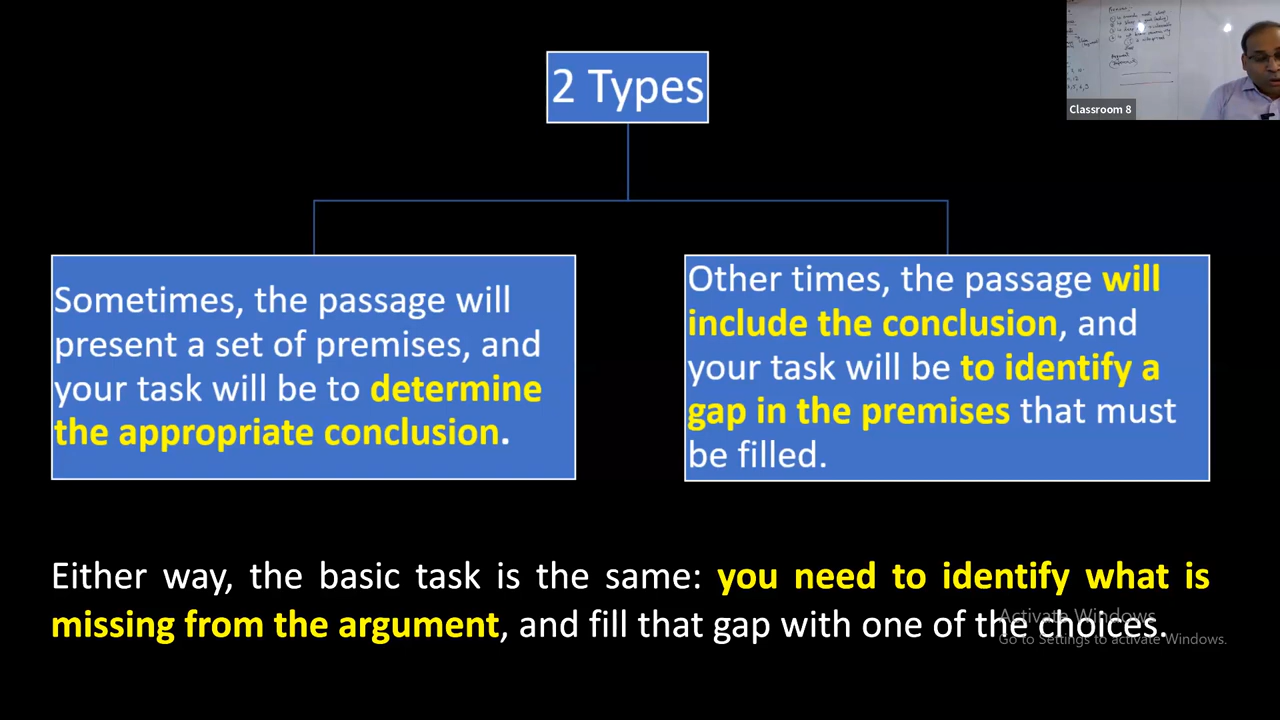 2 Types
Sometimes, the passage will
present a set of premises, and
your task will be to determine
the appropriate conclusion.
Other times, the passage will
include the conclusion, and
your task will be to identify a
gap in the premises that must
be filled.
Either way, the basic task is the same: you need to identify what is
missing from the argument, and fill that gap with one of the choices.
Activate Windows
Go to Settings to activate Windows.
Classroom 8